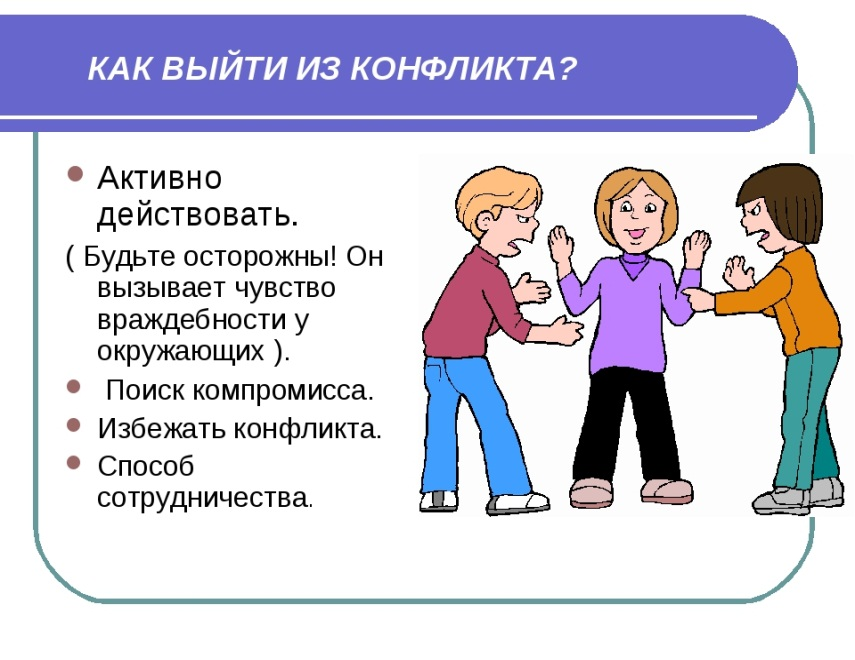 КАК ВЫЙТИ ИЗ КОНФЛИКТА?
Активно
действовать.
( Будьте осторожны! Он
вызывает чувство
враждебности у
окружающих ).
Поиск компромисса.
Избежать конфликта.
Способ
сотрудничества.